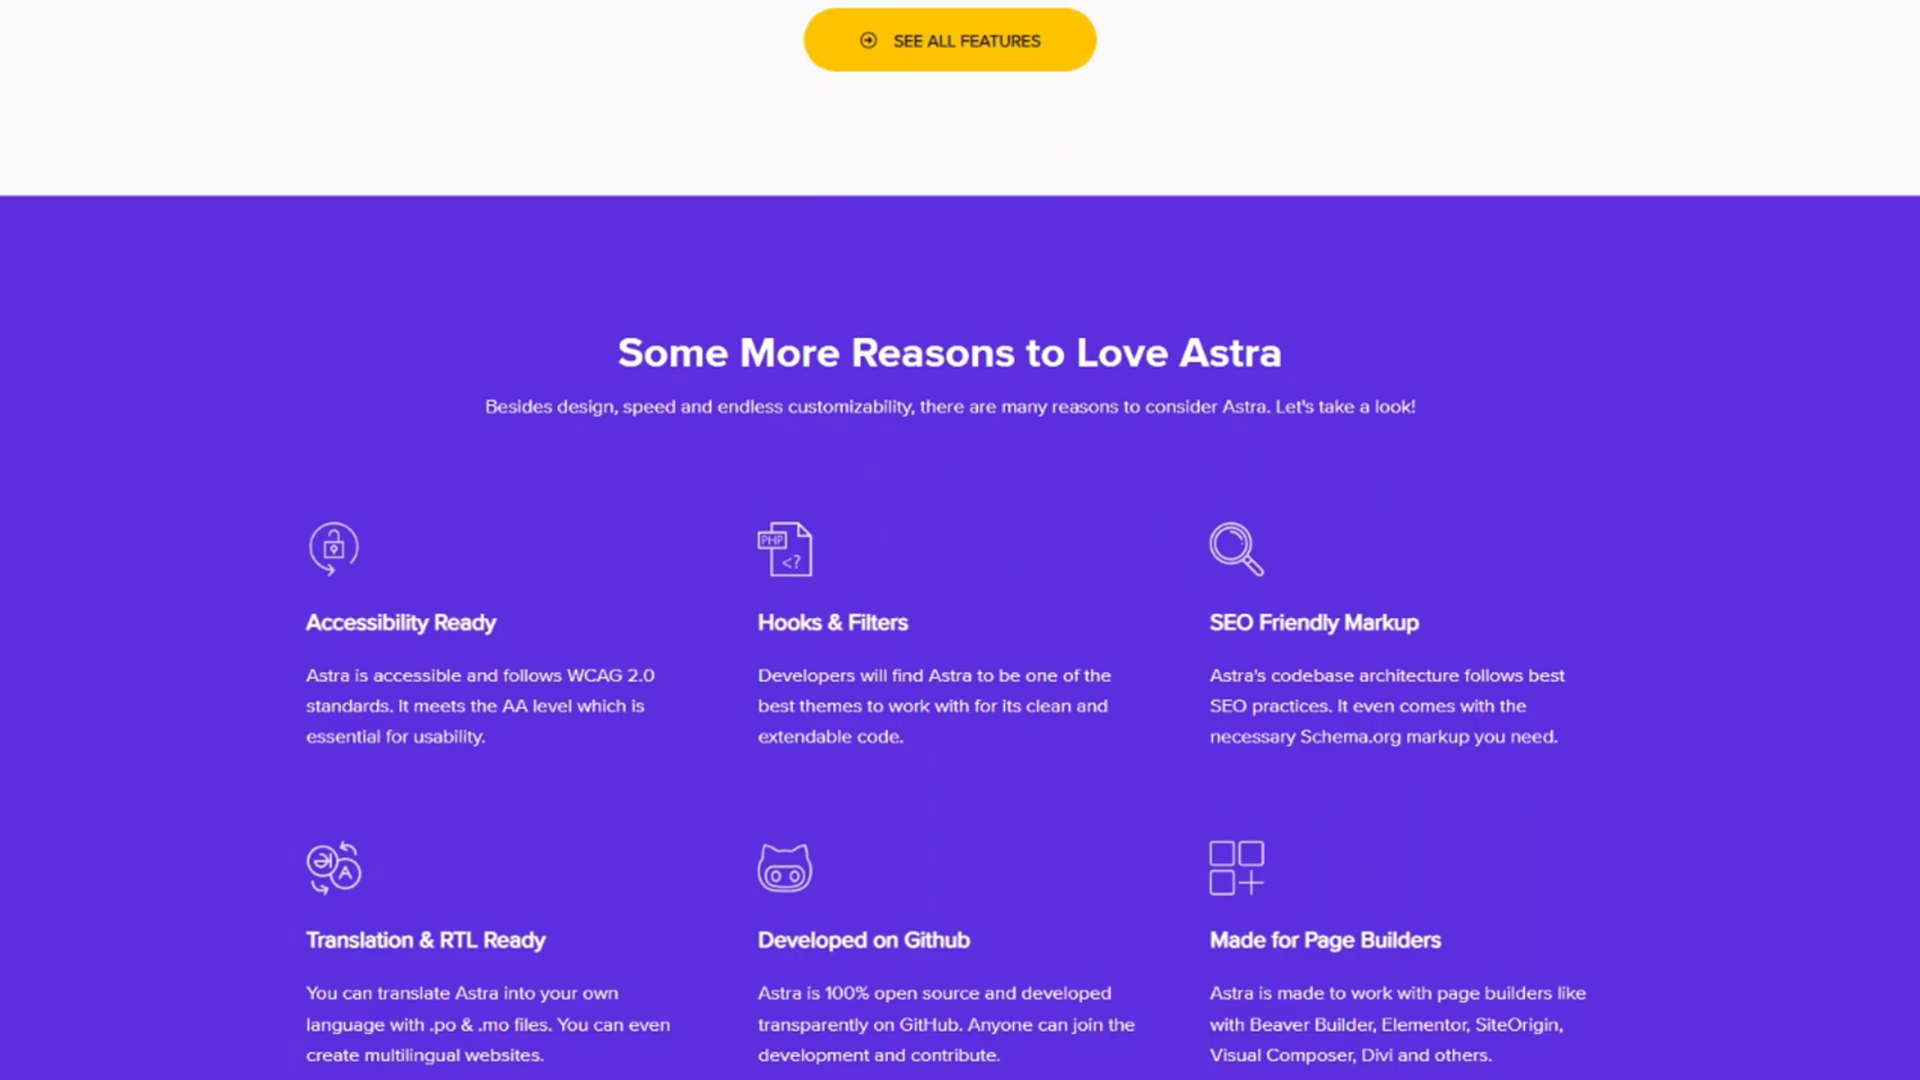 SEE ALL FEATURES
Some More Reasons to Love Astra
Besides design, speed and endless customizability, there are many reasons to consider Astra. Let's take a look!
PHP
<?
Accessibility Ready
Astra is accessible and follows WCAG 2.0
standards. It meets the AA level which is
essential for usability.
Hooks & Filters
Developers will find Astra to be one of the
best themes to work with for its clean and
extendable code.
SEO Friendly Markup
Astra's codebase architecture follows best
SEO practices. It even comes with the
necessary Schema.org markup you need.
A
Translation & RTL Ready
You can translate Astra into your own
language with .po & .mo files. You can even
create multilingual websites.
Developed on Github
Astra is 100% open source and developed
transparently on GitHub. Anyone can join the
development and contribute.
Made for Page Builders
Astra is made to work with page builders like
with Beaver Builder, Elementor, SiteOrigin,
Visual Composer, Divi and others.